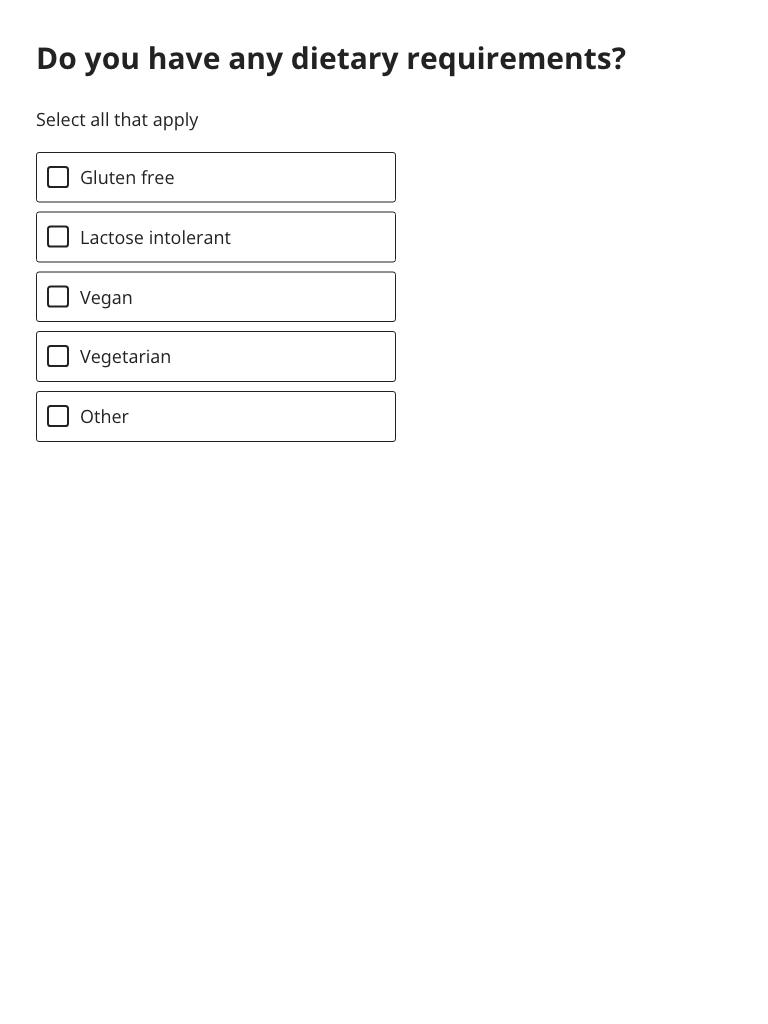 Do you have any dietary requirements?
Select all that apply
Gluten free
Lactose intolerant
Vegan
Vegetarian
Other